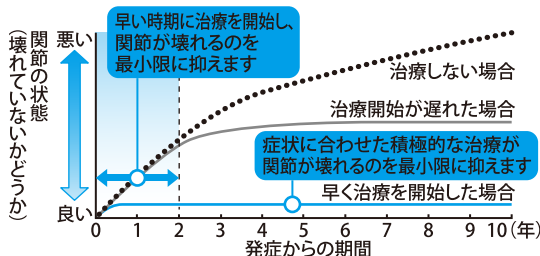 早い時期に治療を開始し、
関節が壊れるのを
最小限に抑えます
関節の状態
（壊れていないかどうか）
悪い
良い
治療しない場合
治療開始が遅れた場合
症状に合わせた積極的な治療が
関節が壊れるのを最小限に抑えます
早く治療を開始した場合
0 1 2 3 4 5 6 7 8 9 10（年）
発症からの期間